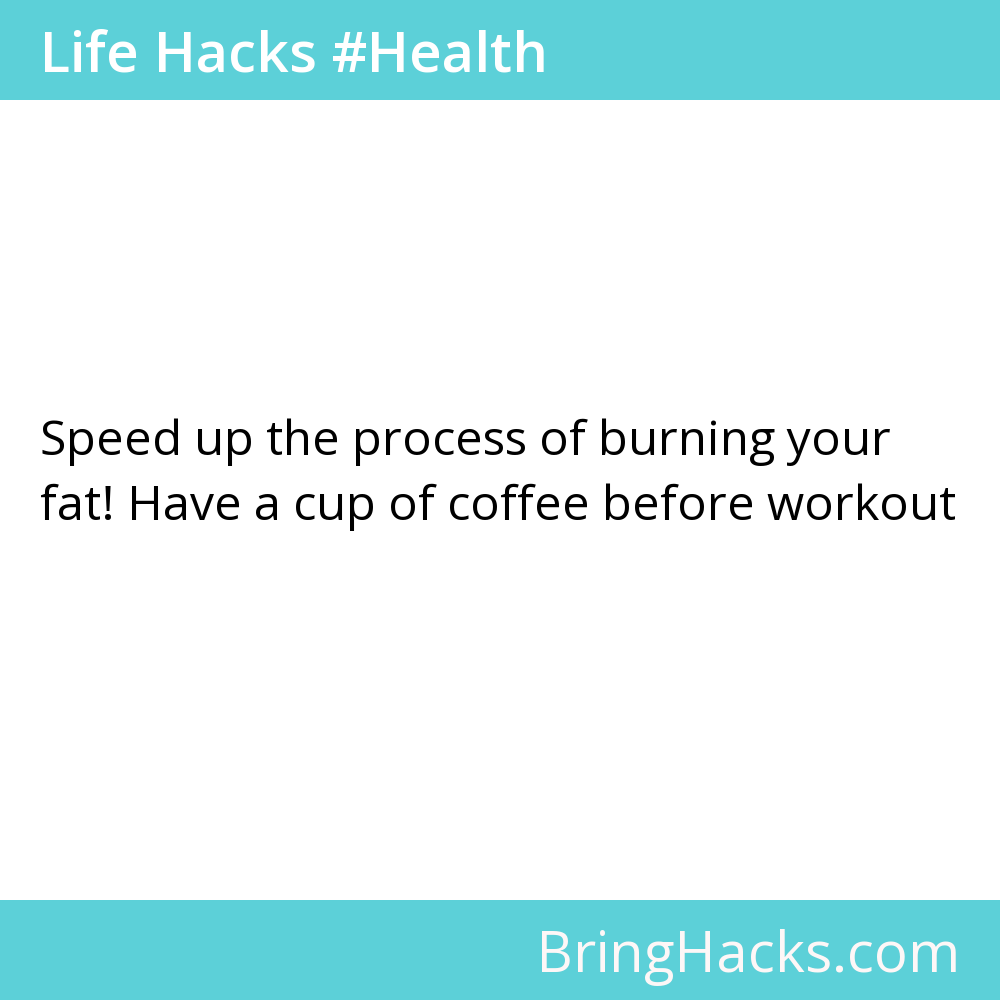 Life Hacks #Health
Speed up the process of burning your
fat! Have a cup of coffee before workout
BringHacks.com